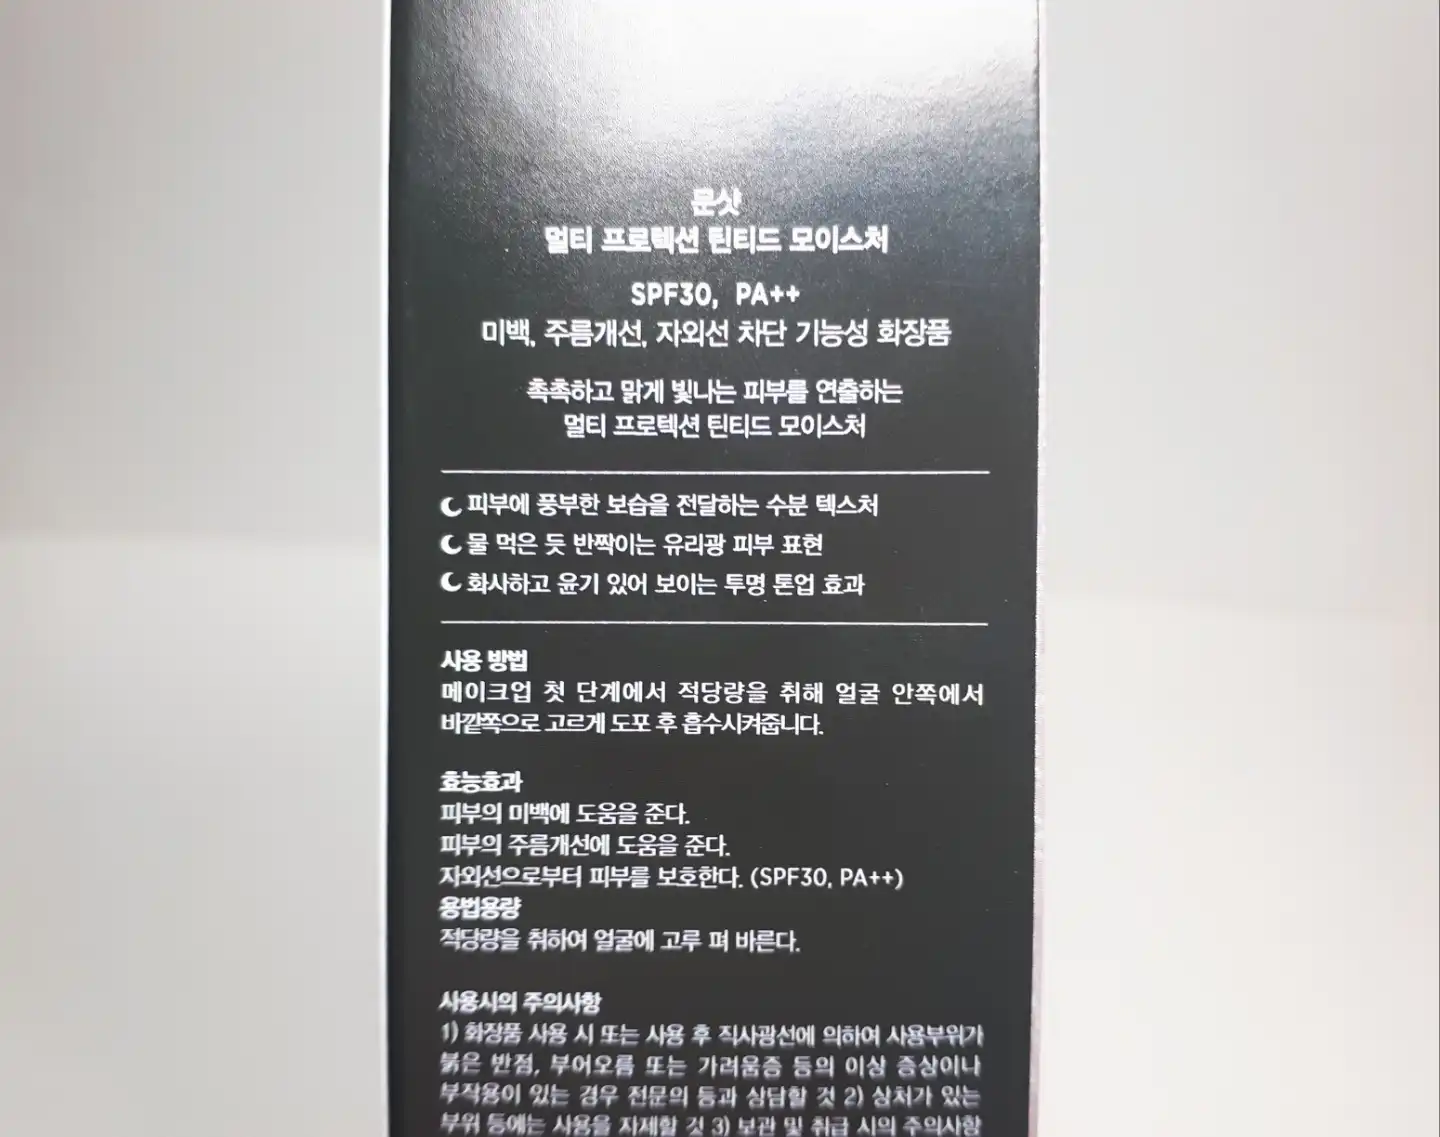 문샷
멀티 프로텍션 틴티드 모이스처
SPF30, PA++
미백, 주름개선, 자외선 차단 기능성 화장품
촉촉하고 맑게 빛나는 피부를 연출하는
멀티 프로텍션 틴티드 모이스처
피부에 풍부한 보습을 전달하는 수분 텍스처
물 먹은 듯 반짝이는 유리광 피부 표현
화사하고 윤기 있어 보이는 투명 톤업 효과
사용 방법
메이크업 첫 단계에서 적당량을 취해 얼굴 안쪽에서
바깥쪽으로 고르게 도포 후 흡수시켜줍니다.
효능효과
피부의 미백에 도움을 준다.
피부의 주름개선에 도움을 준다.
자외선으로부터 피부를 보호한다. (SPF30, PA++)
용법용량
적당량을 취하여 얼굴에 고루 펴 바른다.
사용시의 주의사항
1) 화장품 사용 시 또는 사용 후 직사광선에 의하여 사용부위가
붉은 반점, 부어오름 또는 가려움증 등의 이상 증상이나
부작용이 있는 경우 전문의 등과 상담할 것 2) 상처가 있는
부위 등에는 사용을 자제할 것 3) 보관 및 취급 시의 주의사항